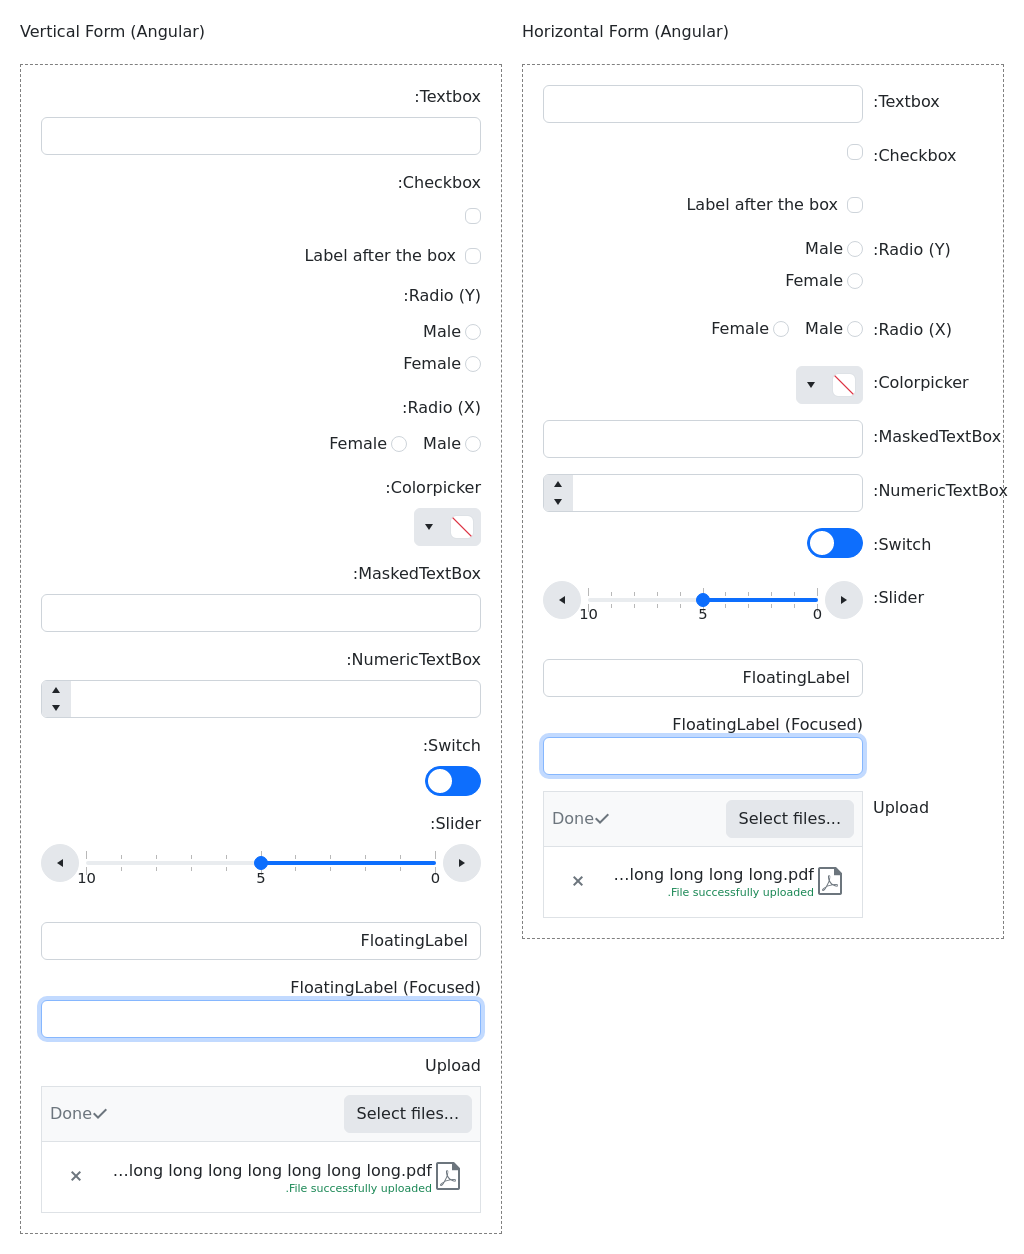 Vertical Form (Angular)
:Textbox
:Checkbox
Label after the box
:Radio (Y)
Male
Female
:Radio (X)
Female Male
:Colorpicker
:MaskedTextBox
:NumericTextBox
:Switch
:Slider
10 5 0
FloatingLabel
FloatingLabel (Focused)
Upload
Done Select files...
...long long long long long long long.pdf
.File successfully uploaded
Horizontal Form (Angular)
:Textbox
:Checkbox
Label after the box
Male :Radio (Y)
Female
Female Male :Radio (X)
:Colorpicker
:MaskedTextBox
:NumericTextBox
:Switch
:Slider
10 5 0
FloatingLabel
FloatingLabel (Focused)
Upload
Done Select files...
...long long long long.pdf
.File successfully uploaded